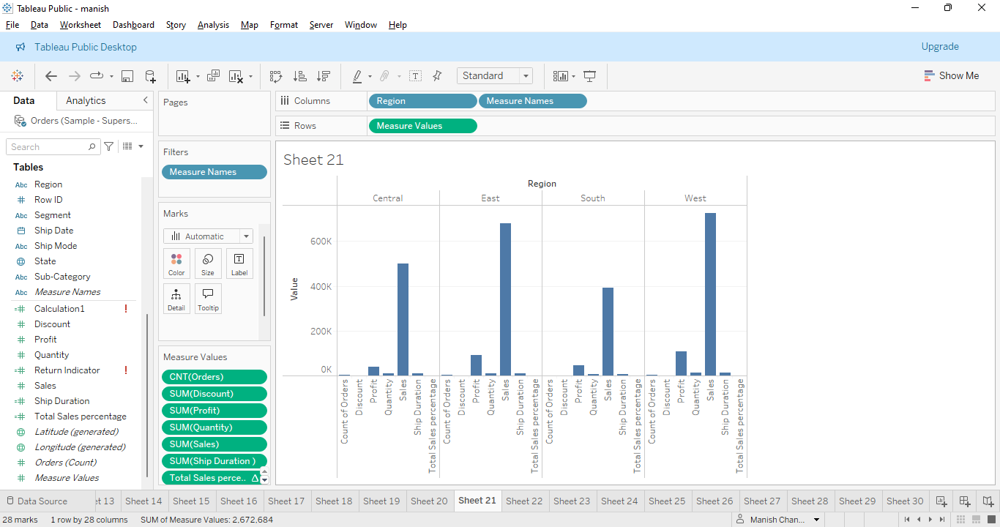 Tableau Public - manish
File Data Worksheet Dashboard Story Analysis Map Format Server Window Help
Tableau Public Desktop Upgrade
Standard Show Me
Data Analytics
Orders (Sample - Supers...
Search
Tables
Abc Region
Row ID
Abc Segment
Ship Date
Abc Ship Mode
State
Abc Sub-Category
Abc Measure Names
Calculation1 !
Discount
Profit
Quantity
Return Indicator !
Sales
Ship Duration
Total Sales percentage
Latitude (generated)
Longitude (generated)
Orders (Count)
Measure Values
Pages
Filters
Measure Names
Marks
Automatic
Color Size Label
Detail Tooltip
Measure Values
CNT(Orders)
SUM(Discount)
SUM(Profit)
SUM(Quantity)
SUM(Sales)
SUM(Ship Duration )
Total Sales perce.. Δ
Columns Region Measure Names
Rows Measure Values
Sheet 21
Region
Central East South West
Value
600K
400K
200K
0K
Count of Orders
Discount
Profit
Quantity
Sales
Ship Duration
Total Sales percentage
Count of Orders
Discount
Profit
Quantity
Sales
Ship Duration
Total Sales percentage
Count of Orders
Discount
Profit
Quantity
Sales
Ship Duration
Total Sales percentage
Count of Orders
Discount
Profit
Quantity
Sales
Ship Duration
Total Sales percentage
Data Source et 13 Sheet 14 Sheet 15 Sheet 16 Sheet 17 Sheet 18 Sheet 19 Sheet 20 Sheet 21 Sheet 22 Sheet 23 Sheet 24 Sheet 25 Sheet 26 Sheet 27 Sheet 28 Sheet 29 Sheet 30
28 marks 1 row by 28 columns SUM of Measure Values: 2,672,684 Manish Chan...